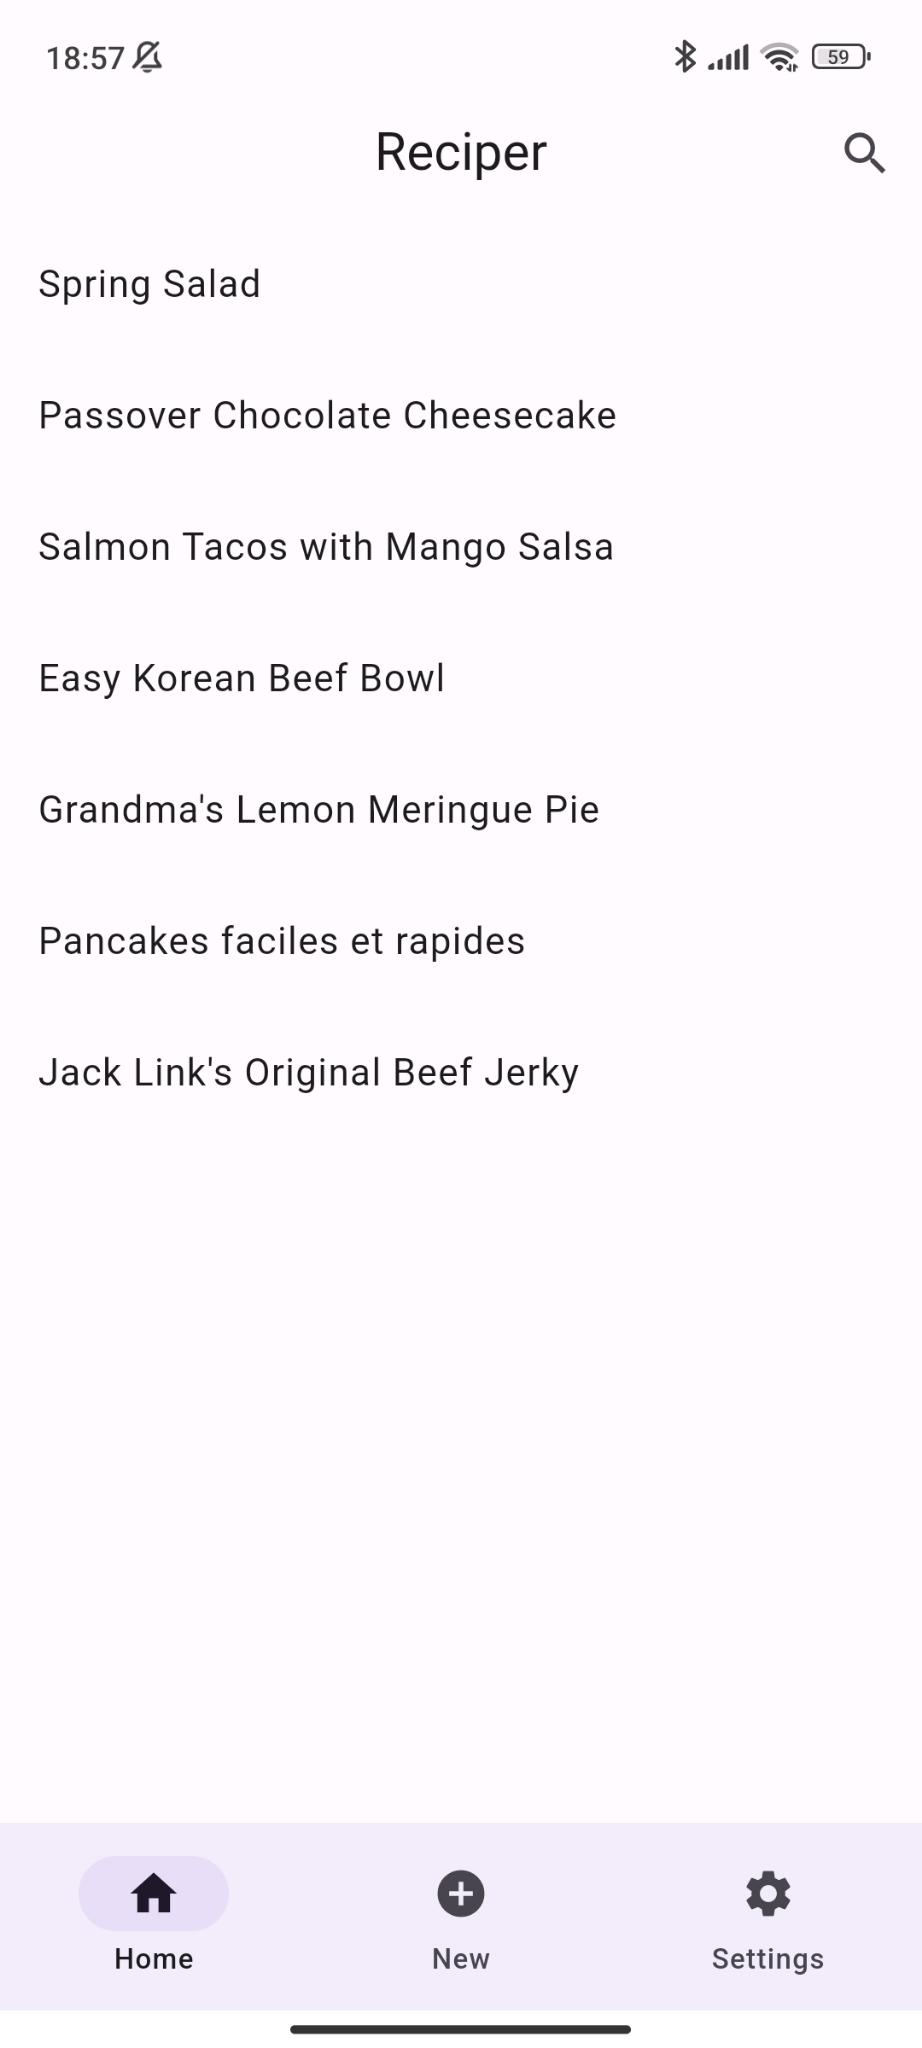 18:57
59
Reciper
Spring Salad
Passover Chocolate Cheesecake
Salmon Tacos with Mango Salsa
Easy Korean Beef Bowl
Grandma's Lemon Meringue Pie
Pancakes faciles et rapides
Jack Link's Original Beef Jerky
Home
New
Settings